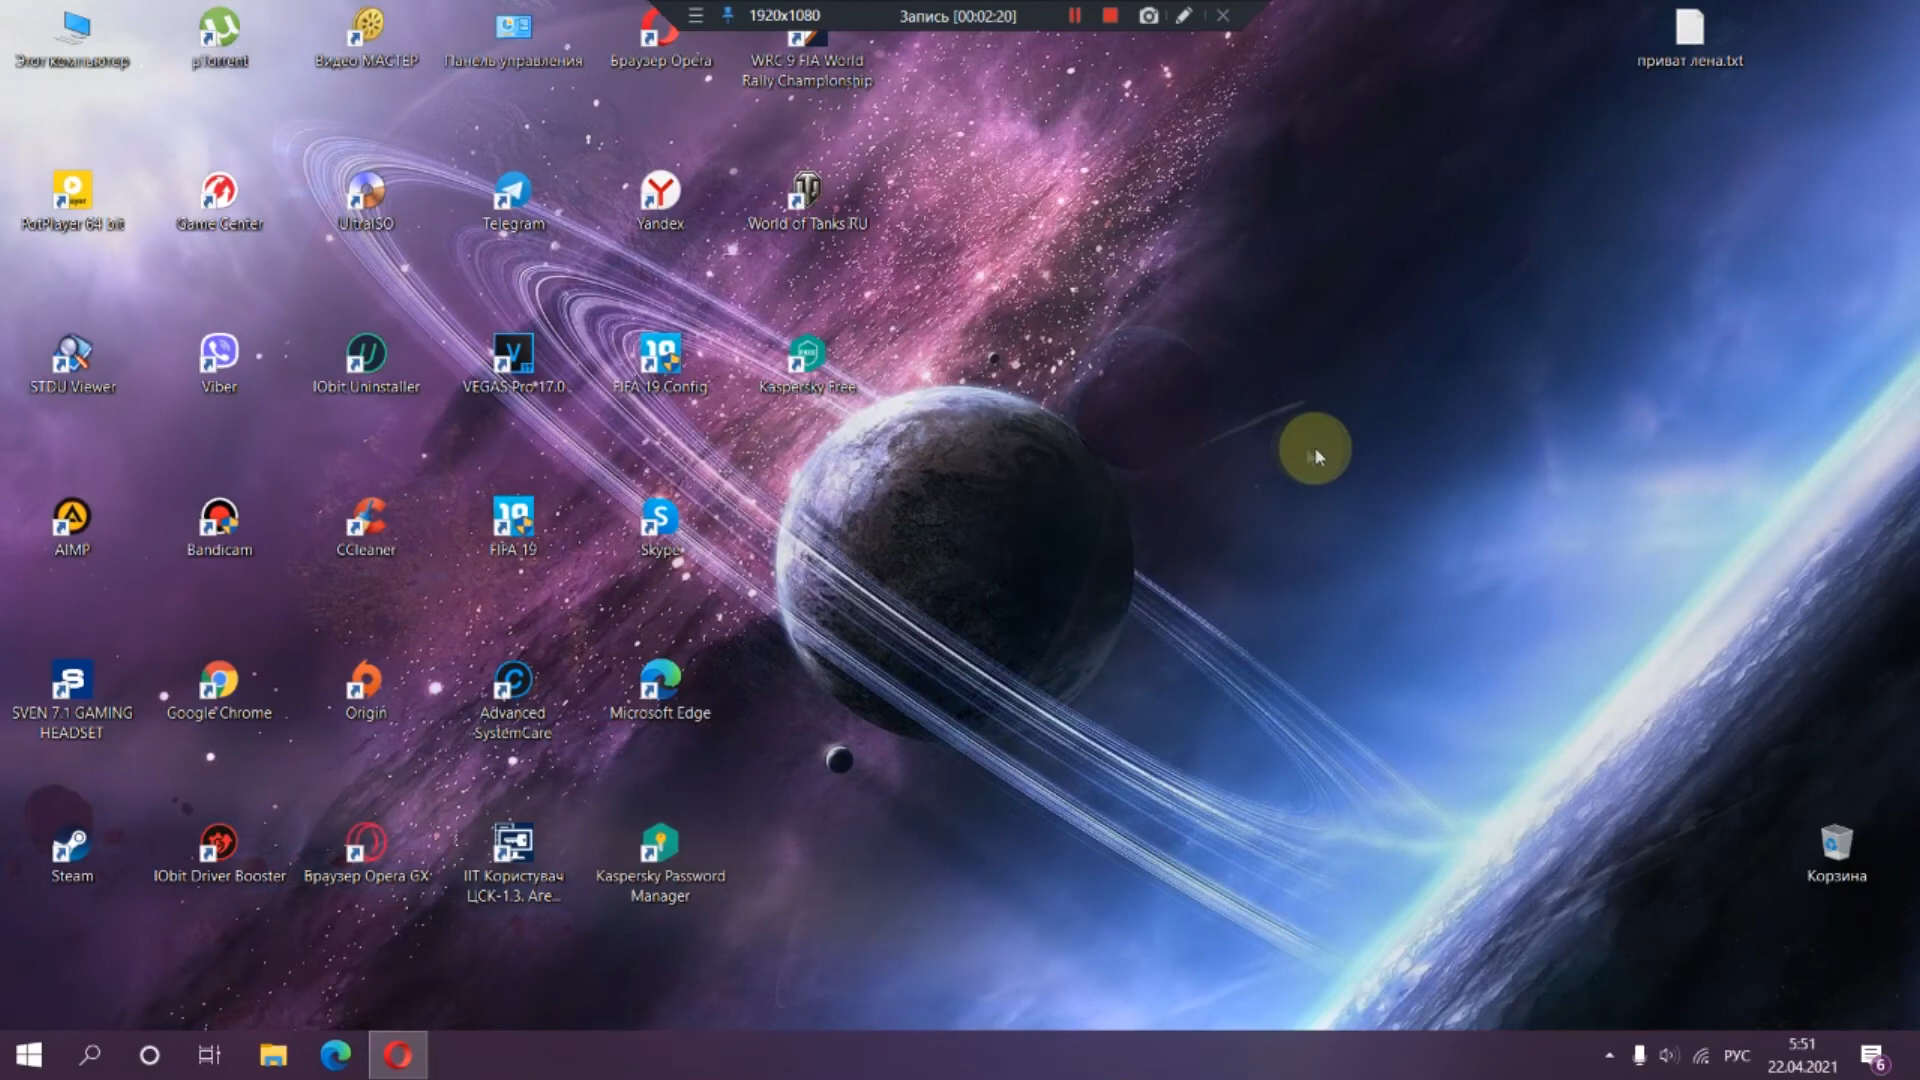 1920x1080
Запись [00:02:20]
Этот компьютер
µTorrent
Видео МАСТЕР
Панель управления
Браузер Opera
WRC 9 FIA World
Rally Championship
приват лена.txt
PotPlayer 64 bit
Game Center
UltraISO
Telegram
Yandex
World of Tanks RU
STDU Viewer
Viber
IObit Uninstaller
VEGAS Pro 17.0
FIFA 19 Config
Kaspersky Free
AIMP
Bandicam
CCleaner
FIFA 19
Skype
SVEN 7.1 GAMING
HEADSET
Google Chrome
Origin
Advanced
SystemCare
Microsoft Edge
Steam
IObit Driver Booster
Браузер Opera GX
ІІТ Користувач
ЦСК-1.3. Аге...
Kaspersky Password
Manager
Корзина
РУС
5:51
22.04.2021
6